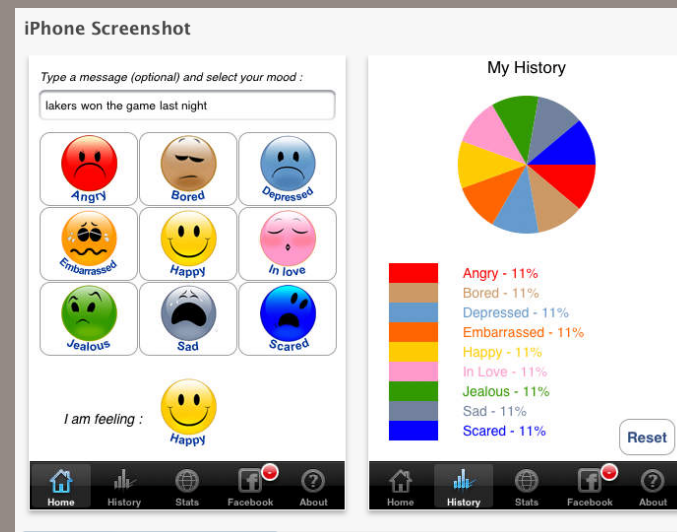 iPhone Screenshot
Type a message (optional) and select your mood :
lakers won the game last night
Angry
Bored
Depressed
Embarrassed
Happy
In love
Jealous
Sad
Scared
I am feeling :
Happy
Home
History
Stats
Facebook
About
My History
Angry - 11%
Bored - 11%
Depressed - 11%
Embarrassed - 11%
Happy - 11%
In Love - 11%
Jealous - 11%
Sad - 11%
Scared - 11%
Reset
Home
History
Stats
Facebook
About